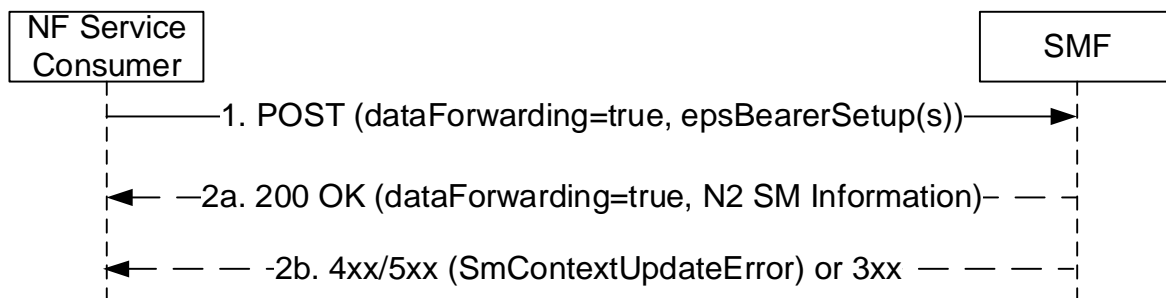 NF Service
Consumer
SMF
1. POST (dataForwarding=true, epsBearerSetup(s))
2a. 200 OK (dataForwarding=true, N2 SM Information)
2b. 4xx/5xx (SmContextUpdateError) or 3xx